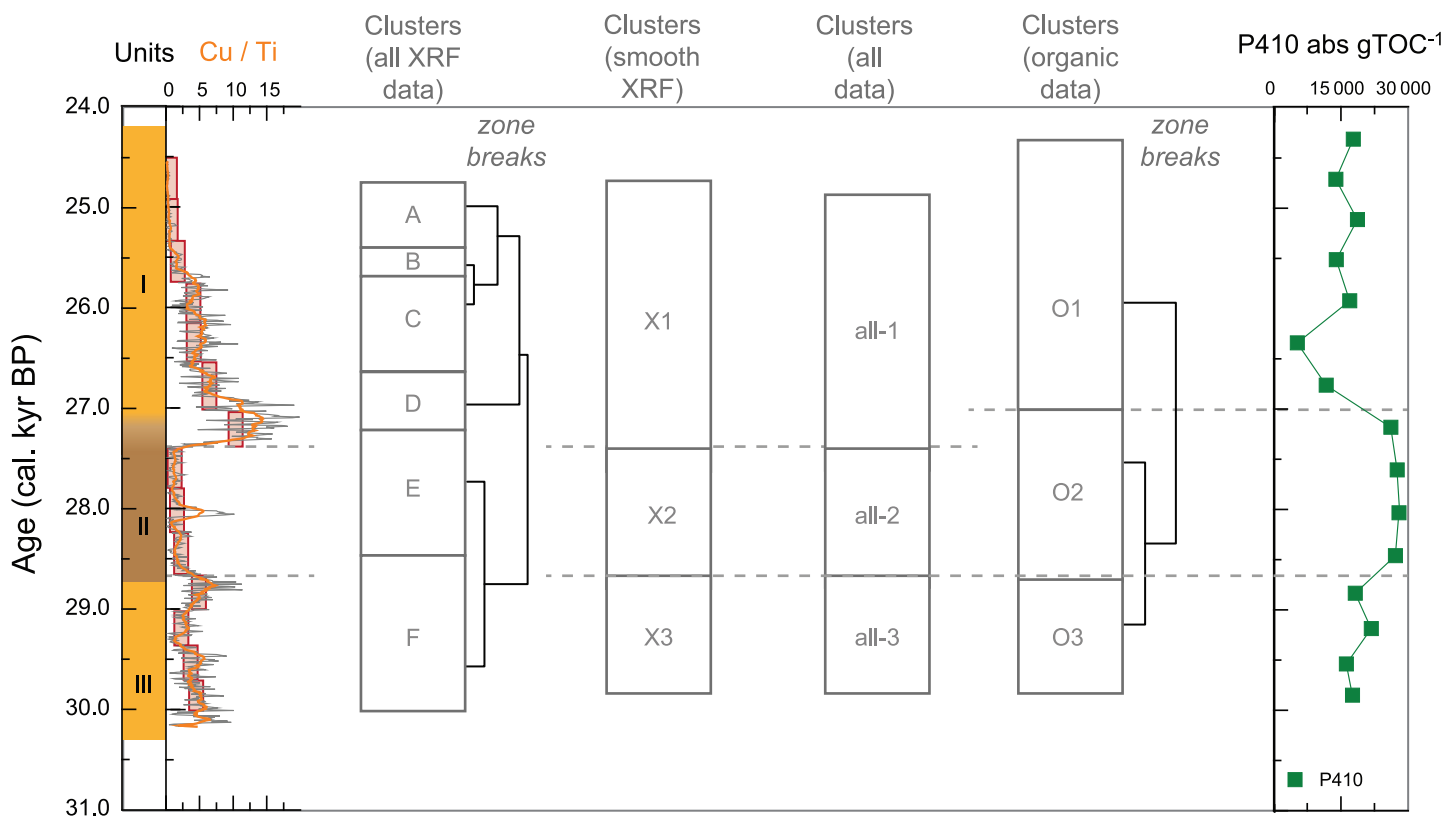 Units
Cu / Ti
Clusters
(all XRF
data)
Clusters
(smooth
XRF)
Clusters
(all
data)
Clusters
(organic
data)
P410 abs gTOC-1
0 5 10 15
0 15 000 30 000
zone
breaks
zone
breaks
Age (cal. kyr BP)
24.0
25.0
26.0
27.0
28.0
29.0
30.0
31.0
I
II
III
A
B
C
D
E
F
X1
X2
X3
all-1
all-2
all-3
O1
O2
O3
P410